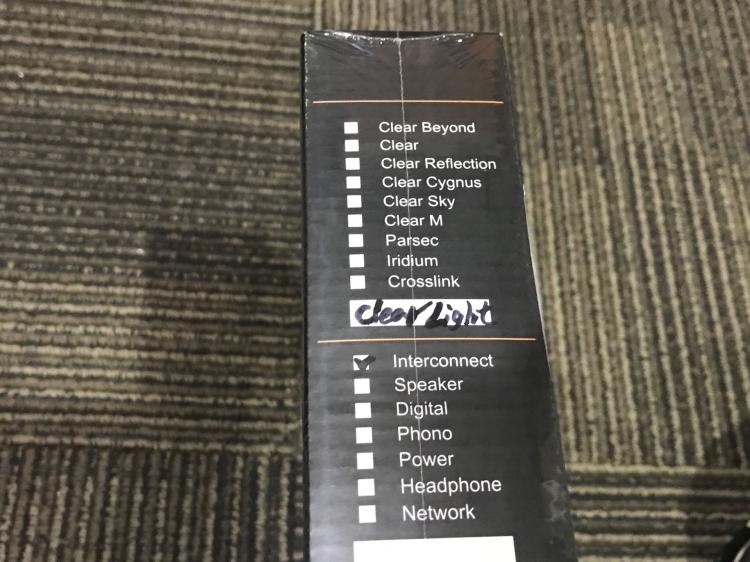 Clear Beyond
Clear
Clear Reflection
Clear Cygnus
Clear Sky
Clear M
Parsec
Iridium
Crosslink
Clear Light
Interconnect
Speaker
Digital
Phono
Power
Headphone
Network